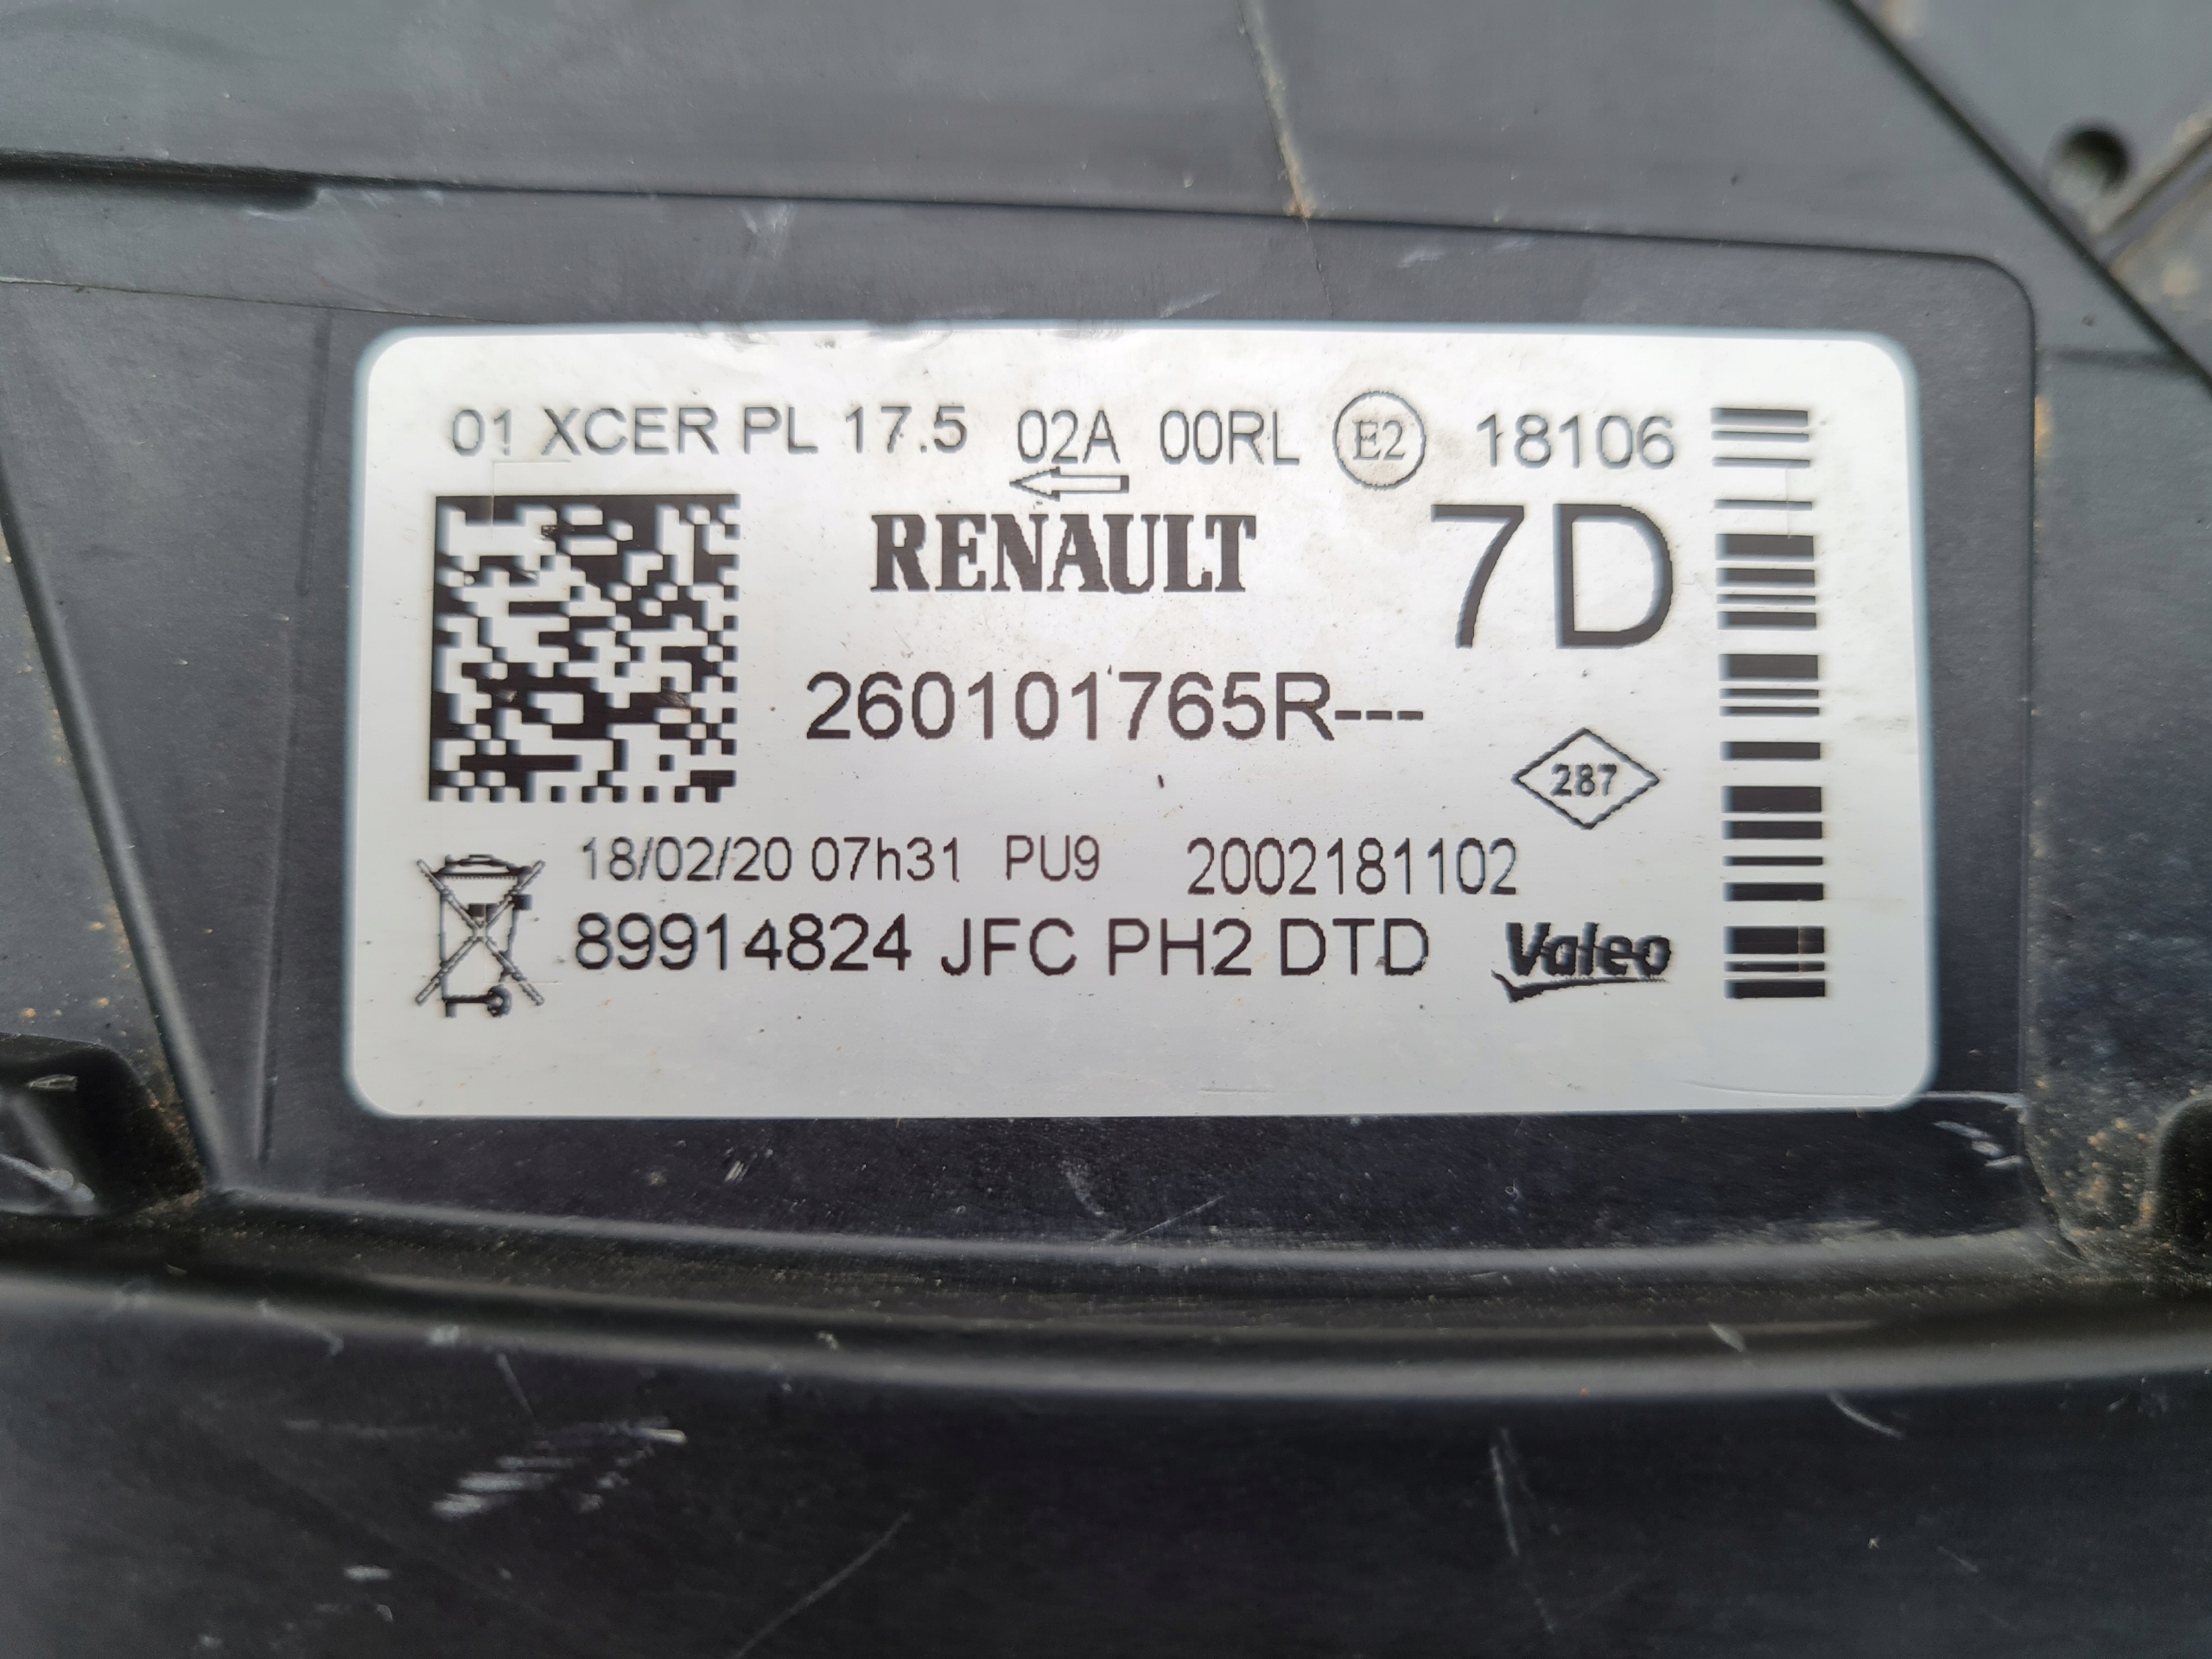 01 XCER PL 17.5 02A 00RL E2 18106
RENAULT 7D
260101765R---
287
18/02/20 07h31 PU9 2002181102
89914824 JFC PH2 DTD Valeo